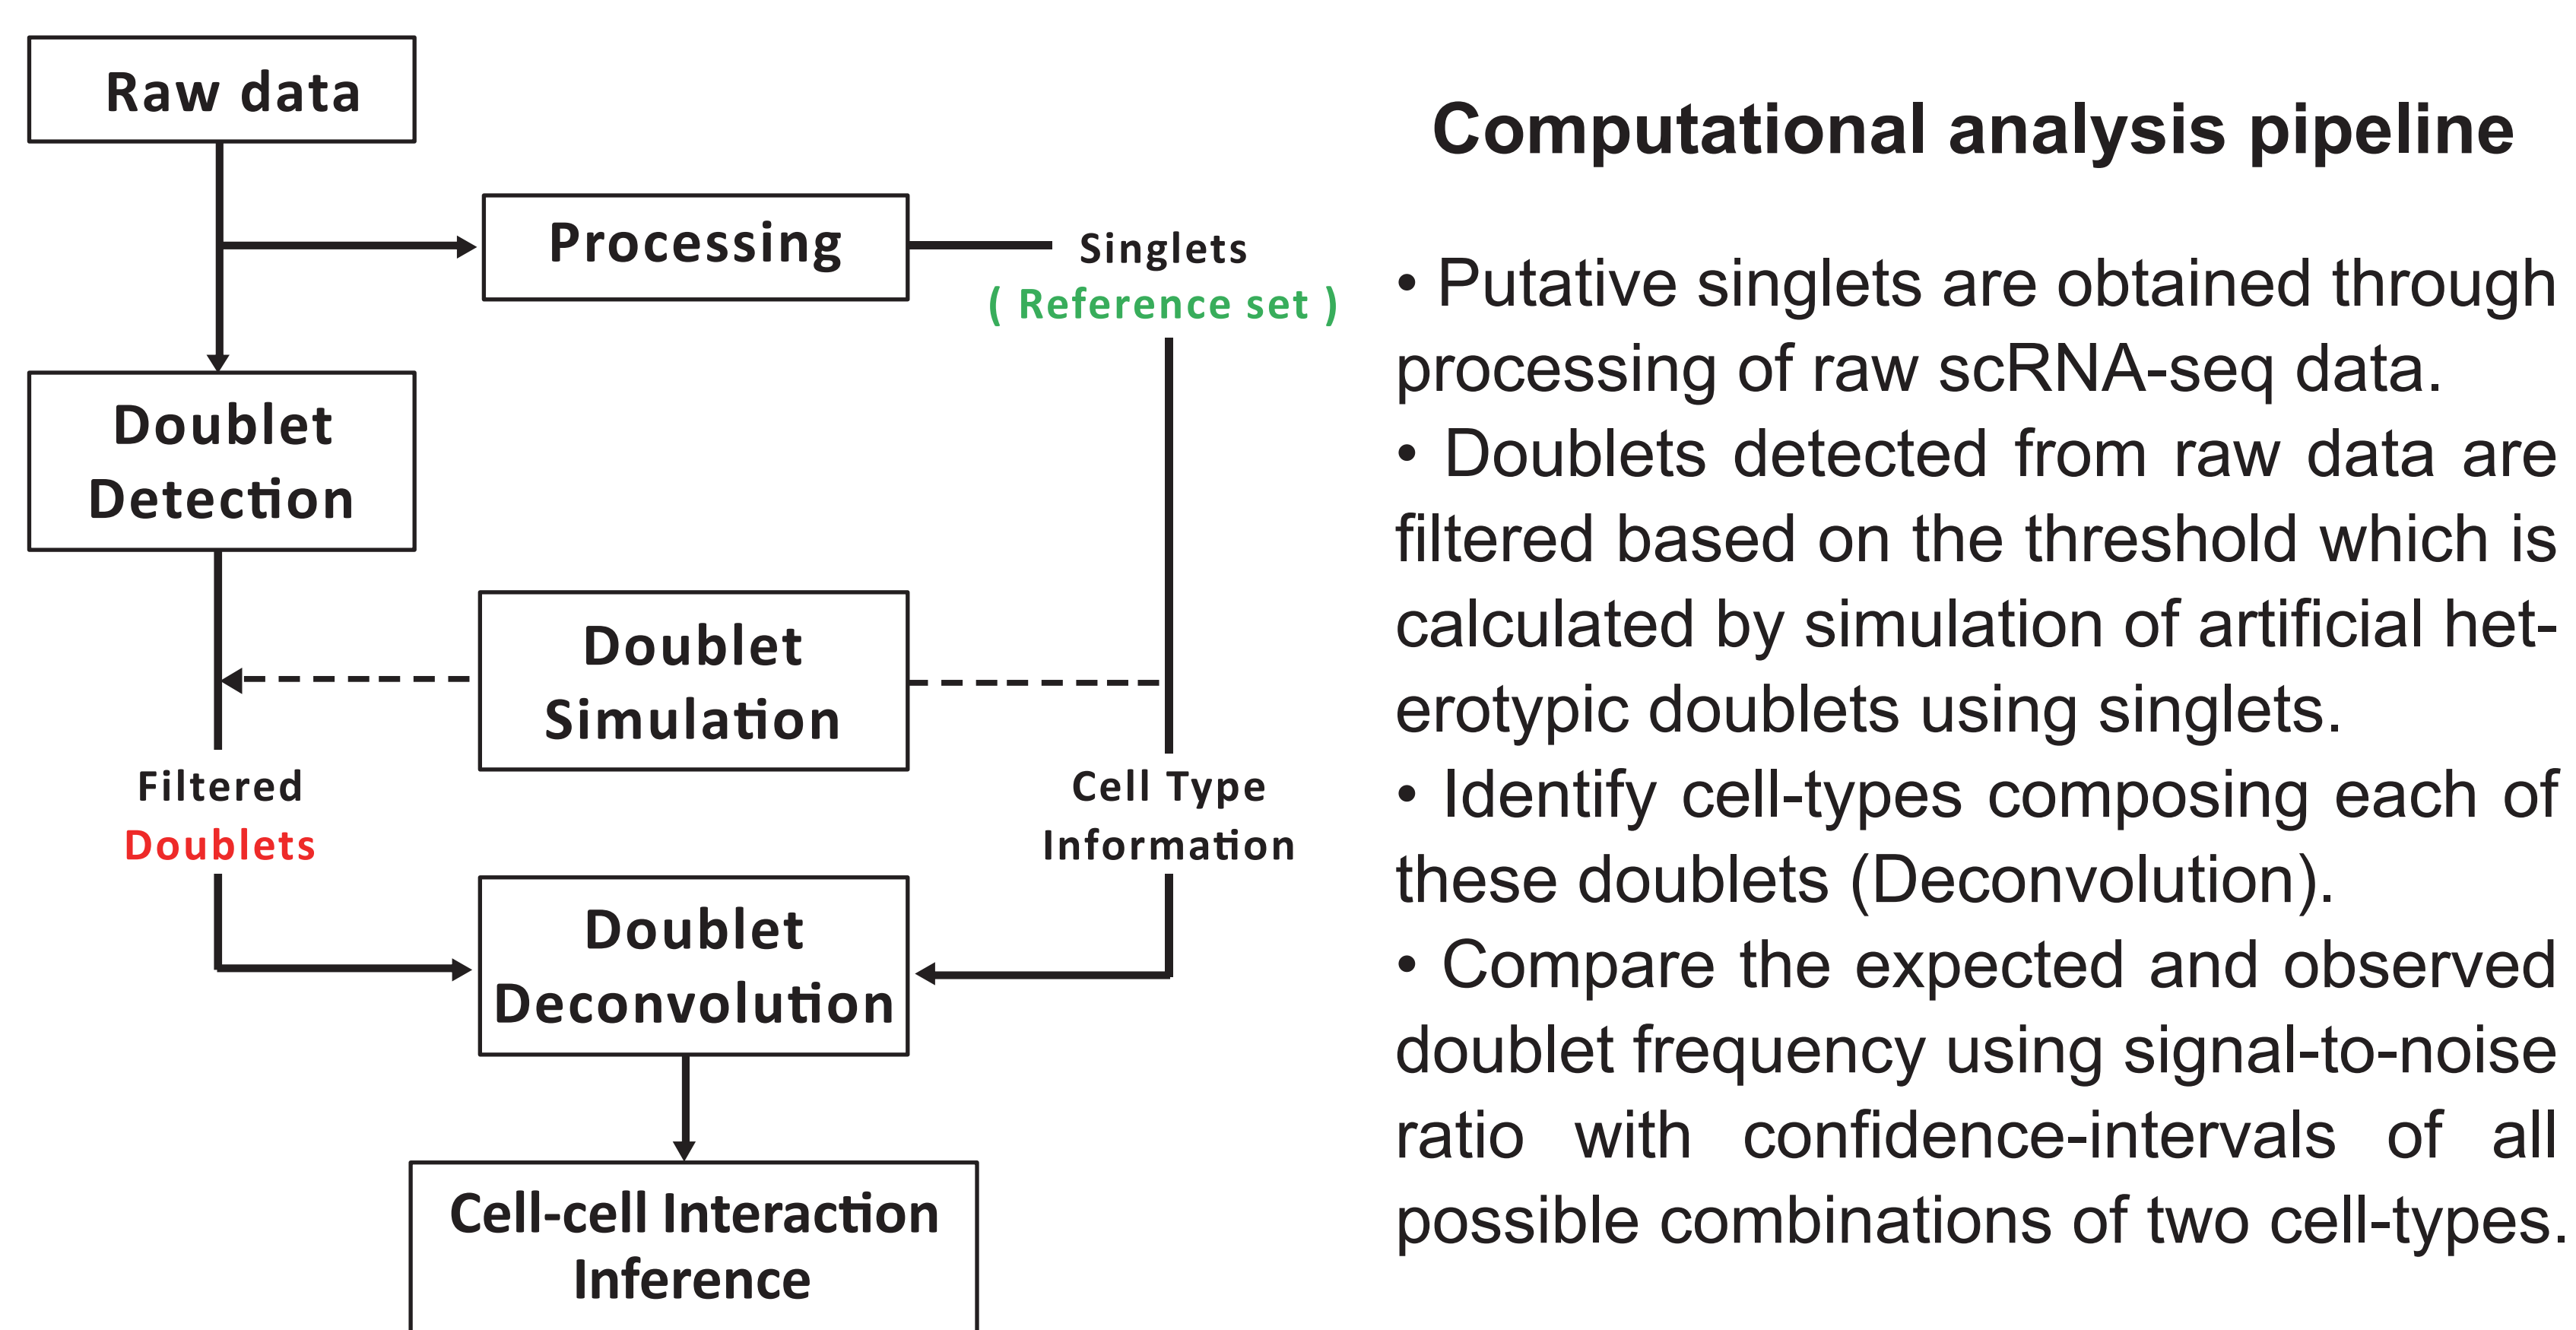 Raw data
Processing
Singlets
( Reference set )
Doublet
Detection
Doublet
Simulation
Filtered
Doublets
Cell Type
Information
Doublet
Deconvolution
Cell-cell Interaction
Inference
Computational analysis pipeline
• Putative singlets are obtained through
processing of raw scRNA-seq data.
• Doublets detected from raw data are
filtered based on the threshold which is
calculated by simulation of artificial het-
erotypic doublets using singlets.
• Identify cell-types composing each of
these doublets (Deconvolution).
• Compare the expected and observed
doublet frequency using signal-to-noise
ratio with confidence-intervals of all
possible combinations of two cell-types.